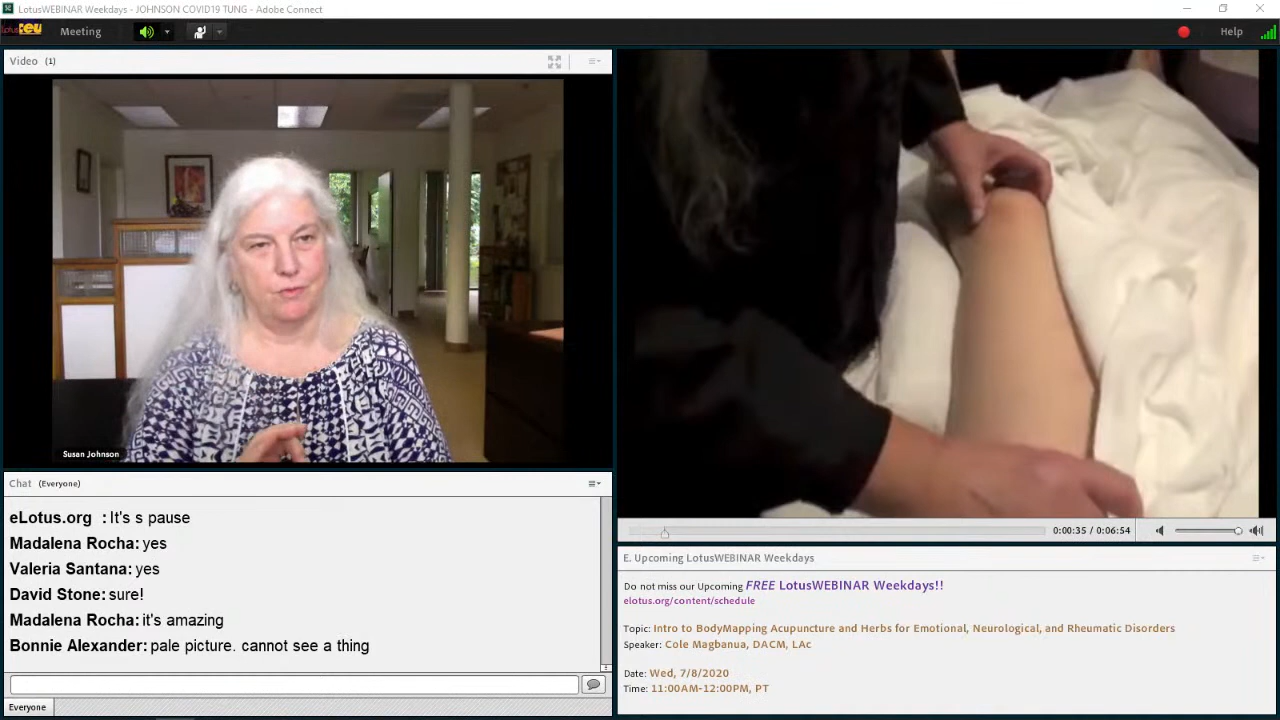 LotusWEBINAR Weekdays - JOHNSON COVID19 TUNG - Adobe Connect
Meeting
Help
Video (1)
Susan Johnson
Chat (Everyone)
eLotus.org : It's s pause
Madalena Rocha: yes
Valeria Santana: yes
David Stone: sure!
Madalena Rocha: it's amazing
Bonnie Alexander: pale picture. cannot see a thing
Everyone
0:00:35 / 0:06:54
E. Upcoming LotusWEBINAR Weekdays
Do not miss our Upcoming FREE LotusWEBINAR Weekdays!!
elotus.org/content/schedule
Topic: Intro to BodyMapping Acupuncture and Herbs for Emotional, Neurological, and Rheumatic Disorders
Speaker: Cole Magbanua, DACM, LAc
Date: Wed, 7/8/2020
Time: 11:00AM-12:00PM, PT